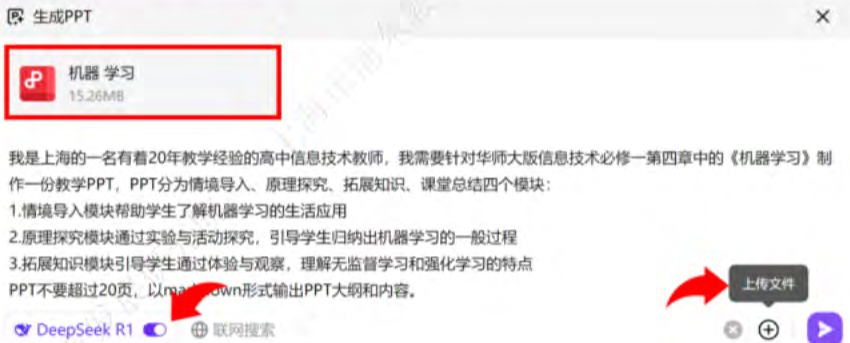 生成PPT
机器 学习
15.26MB
我是上海的一名有着20年教学经验的高中信息技术教师，我需要针对华师大版信息技术必修一第四章中的《机器学习》制
作一份教学PPT，PPT分为情境导入、原理探究、拓展知识、课堂总结四个模块：
1.情境导入模块帮助学生了解机器学习的生活应用
2.原理探究模块通过实验与活动探究，引导学生归纳出机器学习的一般过程
3.拓展知识模块引导学生通过体验与观察，理解无监督学习和强化学习的特点
PPT不要超过20页，以markdown形式输出PPT大纲和内容。
上传文件
DeepSeek R1
联网搜索